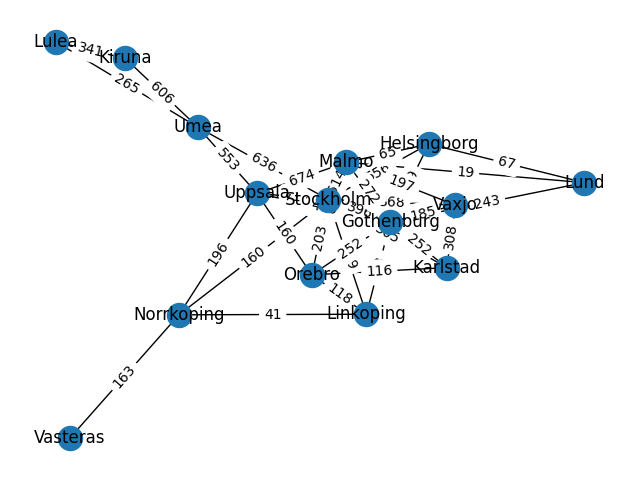 Lulea
341
Kiruna
265
606
Umea
553
636
Helsingborg
65
67
Malmo
674
19
Lund
272
197
Uppsala
Stockholm
185
Vaxjo
243
Gothenburg
160
203
252
252
308
196
160
Orebro
116
Karlstad
118
Norrkoping
41
Linkoping
163
Vasteras